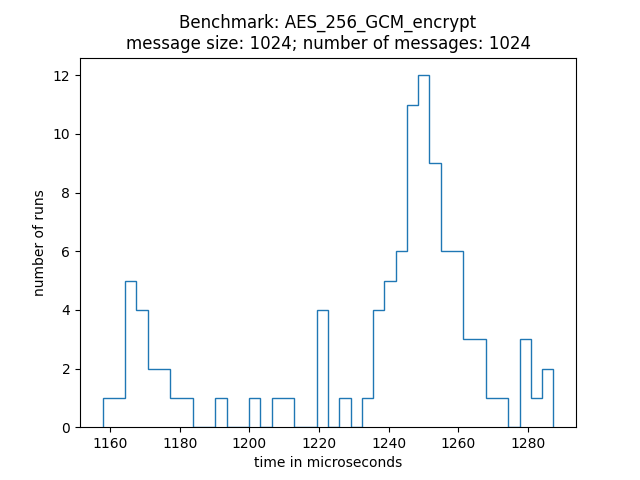 Benchmark: AES_256_GCM_encrypt
message size: 1024; number of messages: 1024
12
10
8
6
4
2
0
number of runs
1160 1180 1200 1220 1240 1260 1280
time in microseconds